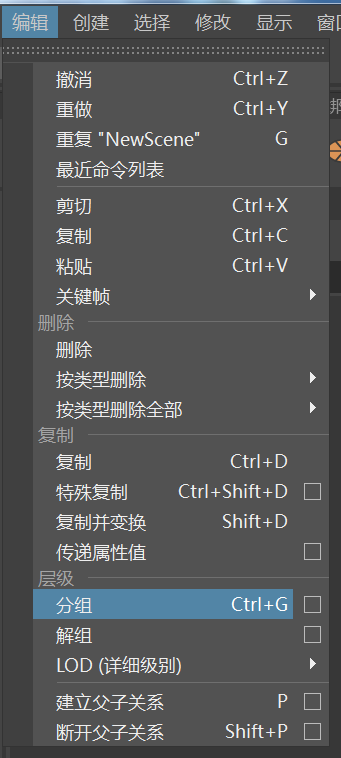 编辑 创建 选择 修改 显示
撤消 Ctrl+Z
重做 Ctrl+Y
重复 "NewScene" G
最近命令列表
剪切 Ctrl+X
复制 Ctrl+C
粘贴 Ctrl+V
关键帧
删除
删除
按类型删除
按类型删除全部
复制
复制 Ctrl+D
特殊复制 Ctrl+Shift+D
复制并变换 Shift+D
传递属性值
层级
分组 Ctrl+G
解组
LOD (详细级别)
建立父子关系 P
断开父子关系 Shift+P